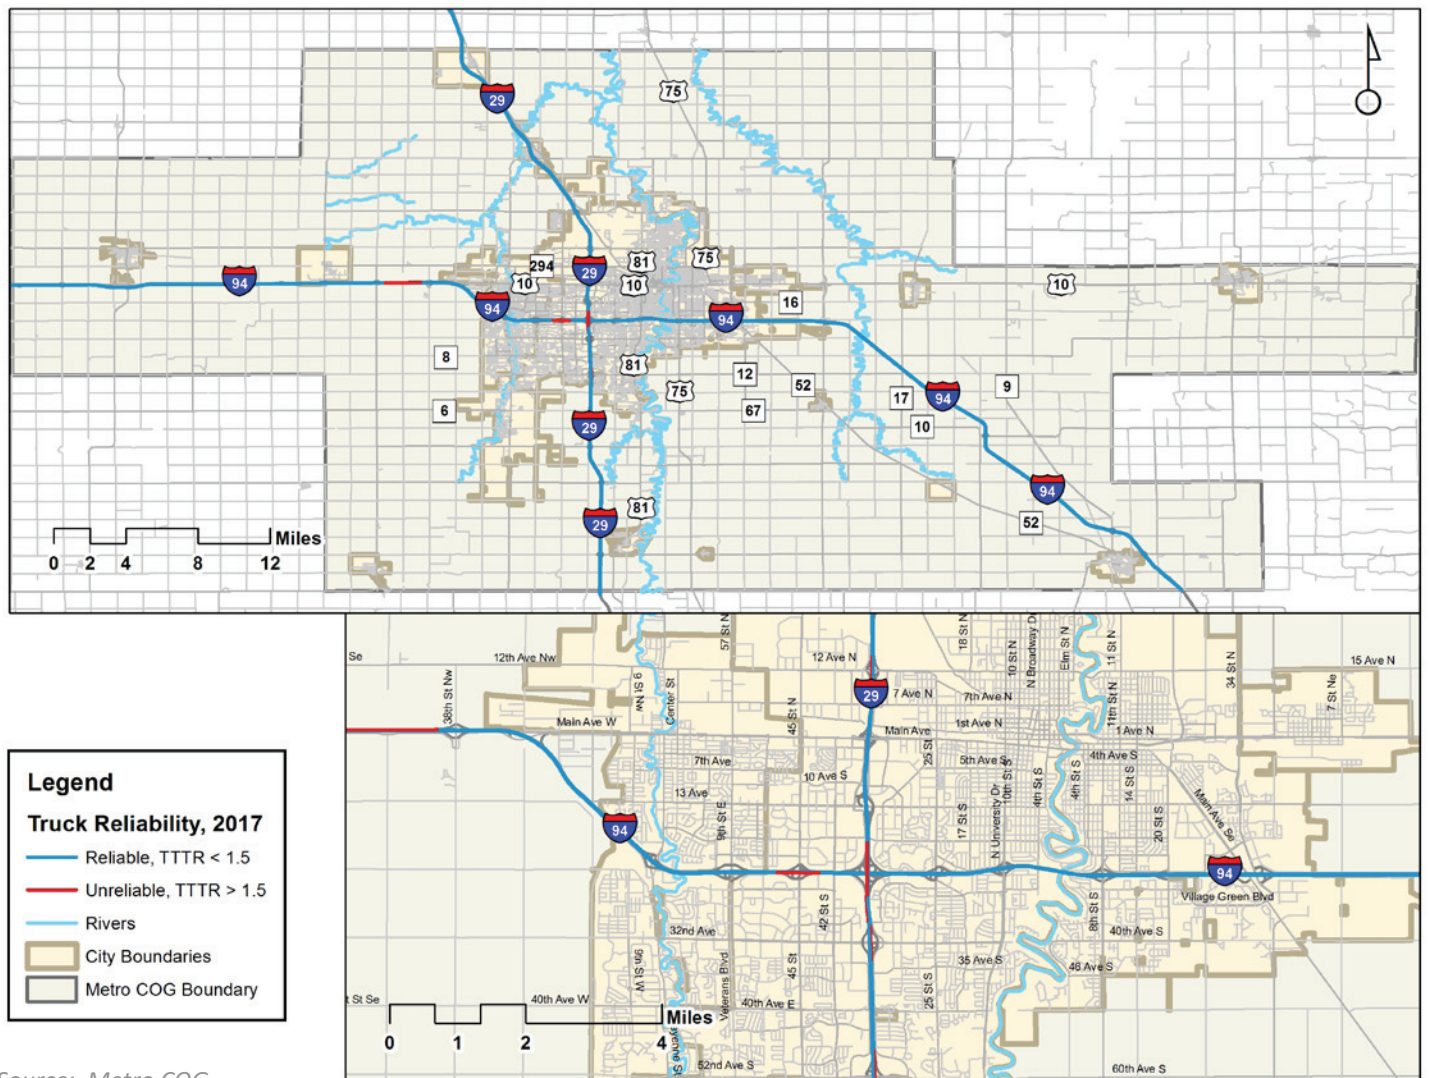 29
75
94
294
10
94
29
81
10
75
94
16
10
8
6
29
81
75
12
67
52
17
10
94
9
94
52
81
29
Miles
0 2 4 8 12
Se
12th Ave Nw
38th St Nw
Main Ave W
9 St Nw
Center St
57 St N
12 Ave N
45 St N
29
7 Ave N
18 St N
7th Ave N
10 St N
N Broadway Dr
Elm St N
11 St N
11th St N
34 St N
15 Ave N
7 St Ne
1st Ave N
Main Ave
1 Ave N
25 St
5th Ave S
4th Ave S
7th Ave
10 Ave S
13 Ave
9th St E
17 St S
N University Dr
10th St S
4th St S
4th St S
14 St S
20 St S
Main Ave Se
94
94
Village Green Blvd
42 St S
8th St S
32nd Ave
40th Ave S
9th St W
Veterans Blvd
45 St
35 Ave S
25 St S
46 Ave S
t St Se
40th Ave W
40th Ave E
Miles
0 1 2 4
52nd Ave S
60th Ave S
Legend
Truck Reliability, 2017
Reliable, TTTR < 1.5
Unreliable, TTTR > 1.5
Rivers
City Boundaries
Metro COG Boundary